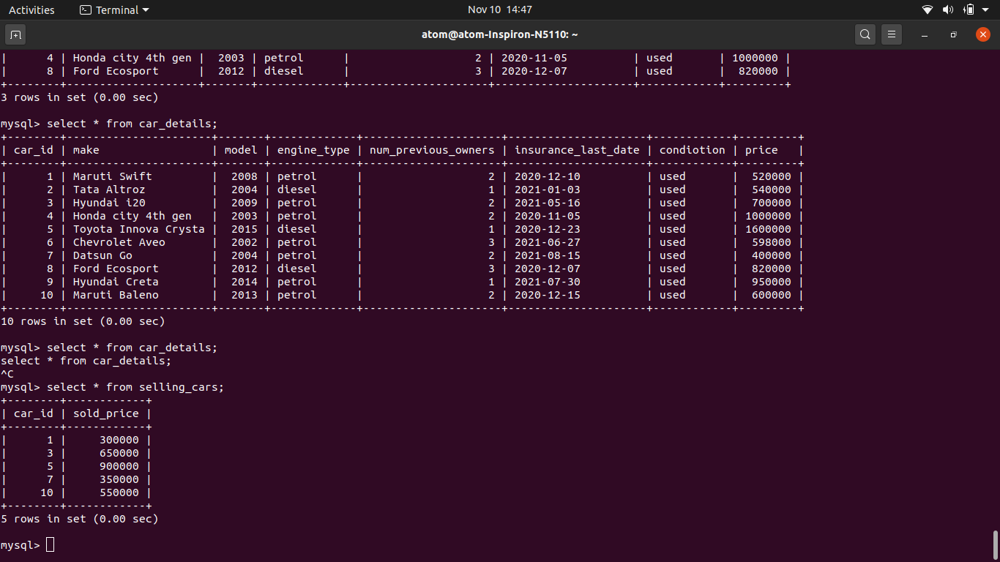 Activities Terminal Nov 10 14:47
atom@atom-Inspiron-N5110: ~
|      4 | Honda city 4th gen |  2003 | petrol      |                   2 | 2020-11-05          | used       | 1000000 |
|      8 | Ford Ecosport      |  2012 | diesel      |                   3 | 2020-12-07          | used       |  820000 |
+--------+--------------------+-------+-------------+---------------------+---------------------+------------+---------+
3 rows in set (0.00 sec)
mysql> select * from car_details;
+--------+----------------------+-------+-------------+---------------------+---------------------+------------+---------+
| car_id | make                 | model | engine_type | num_previous_owners | insurance_last_date | condiotion | price   |
+--------+----------------------+-------+-------------+---------------------+---------------------+------------+---------+
|      1 | Maruti Swift         |  2008 | petrol      |                   2 | 2020-12-10          | used       |  520000 |
|      2 | Tata Altroz          |  2004 | diesel      |                   1 | 2021-01-03          | used       |  540000 |
|      3 | Hyundai i20          |  2009 | petrol      |                   2 | 2021-05-16          | used       |  700000 |
|      4 | Honda city 4th gen   |  2003 | petrol      |                   2 | 2020-11-05          | used       | 1000000 |
|      5 | Toyota Innova Crysta |  2015 | diesel      |                   1 | 2020-12-23          | used       | 1600000 |
|      6 | Chevrolet Aveo       |  2002 | petrol      |                   3 | 2021-06-27          | used       |  598000 |
|      7 | Datsun Go            |  2004 | petrol      |                   2 | 2021-08-15          | used       |  400000 |
|      8 | Ford Ecosport        |  2012 | diesel      |                   3 | 2020-12-07          | used       |  820000 |
|      9 | Hyundai Creta        |  2014 | petrol      |                   1 | 2021-07-30          | used       |  950000 |
|     10 | Maruti Baleno        |  2013 | petrol      |                   2 | 2020-12-15          | used       |  600000 |
+--------+----------------------+-------+-------------+---------------------+---------------------+------------+---------+
10 rows in set (0.00 sec)
mysql> select * from car_details;
select * from car_details;
^C
mysql> select * from selling_cars;
+--------+------------+
| car_id | sold_price |
+--------+------------+
|      1 |     300000 |
|      3 |     650000 |
|      5 |     900000 |
|      7 |     350000 |
|     10 |     550000 |
+--------+------------+
5 rows in set (0.00 sec)
mysql>